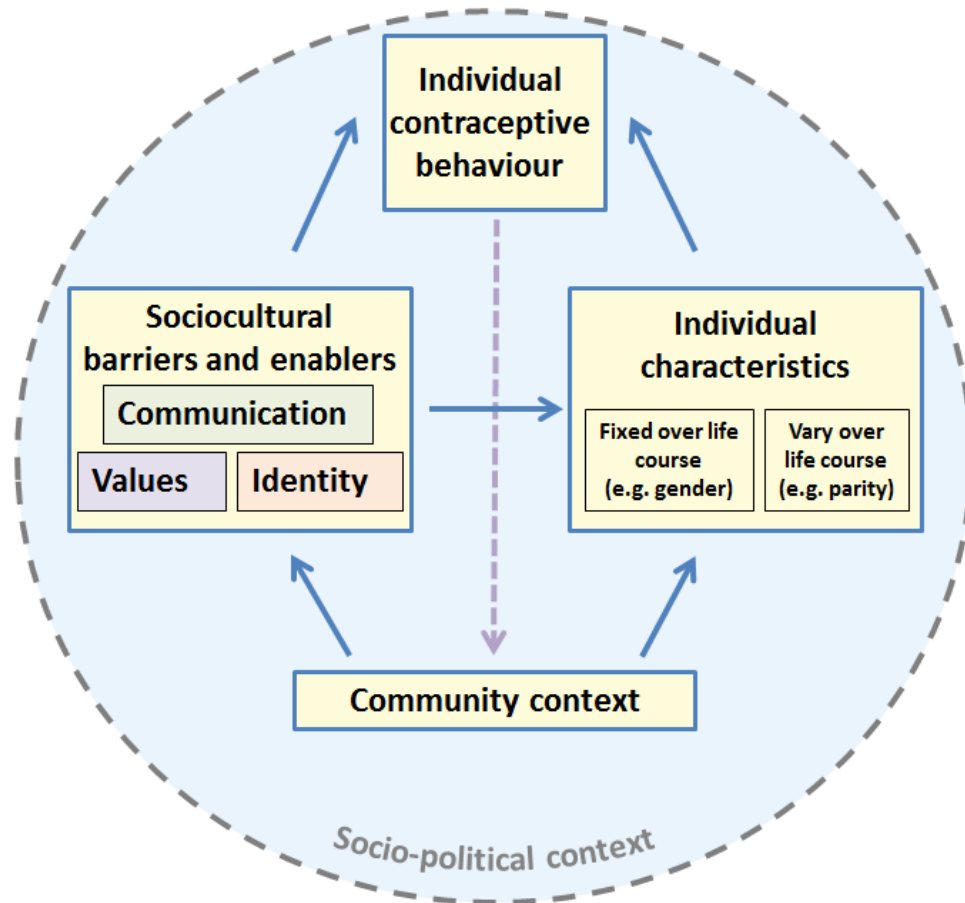 Individual
contraceptive
behaviour
Sociocultural
barriers and enablers
Communication
Values
Identity
Individual
characteristics
Fixed over life
course
(e.g. gender)
Vary over
life course
(e.g. parity)
Community context
Socio-political context